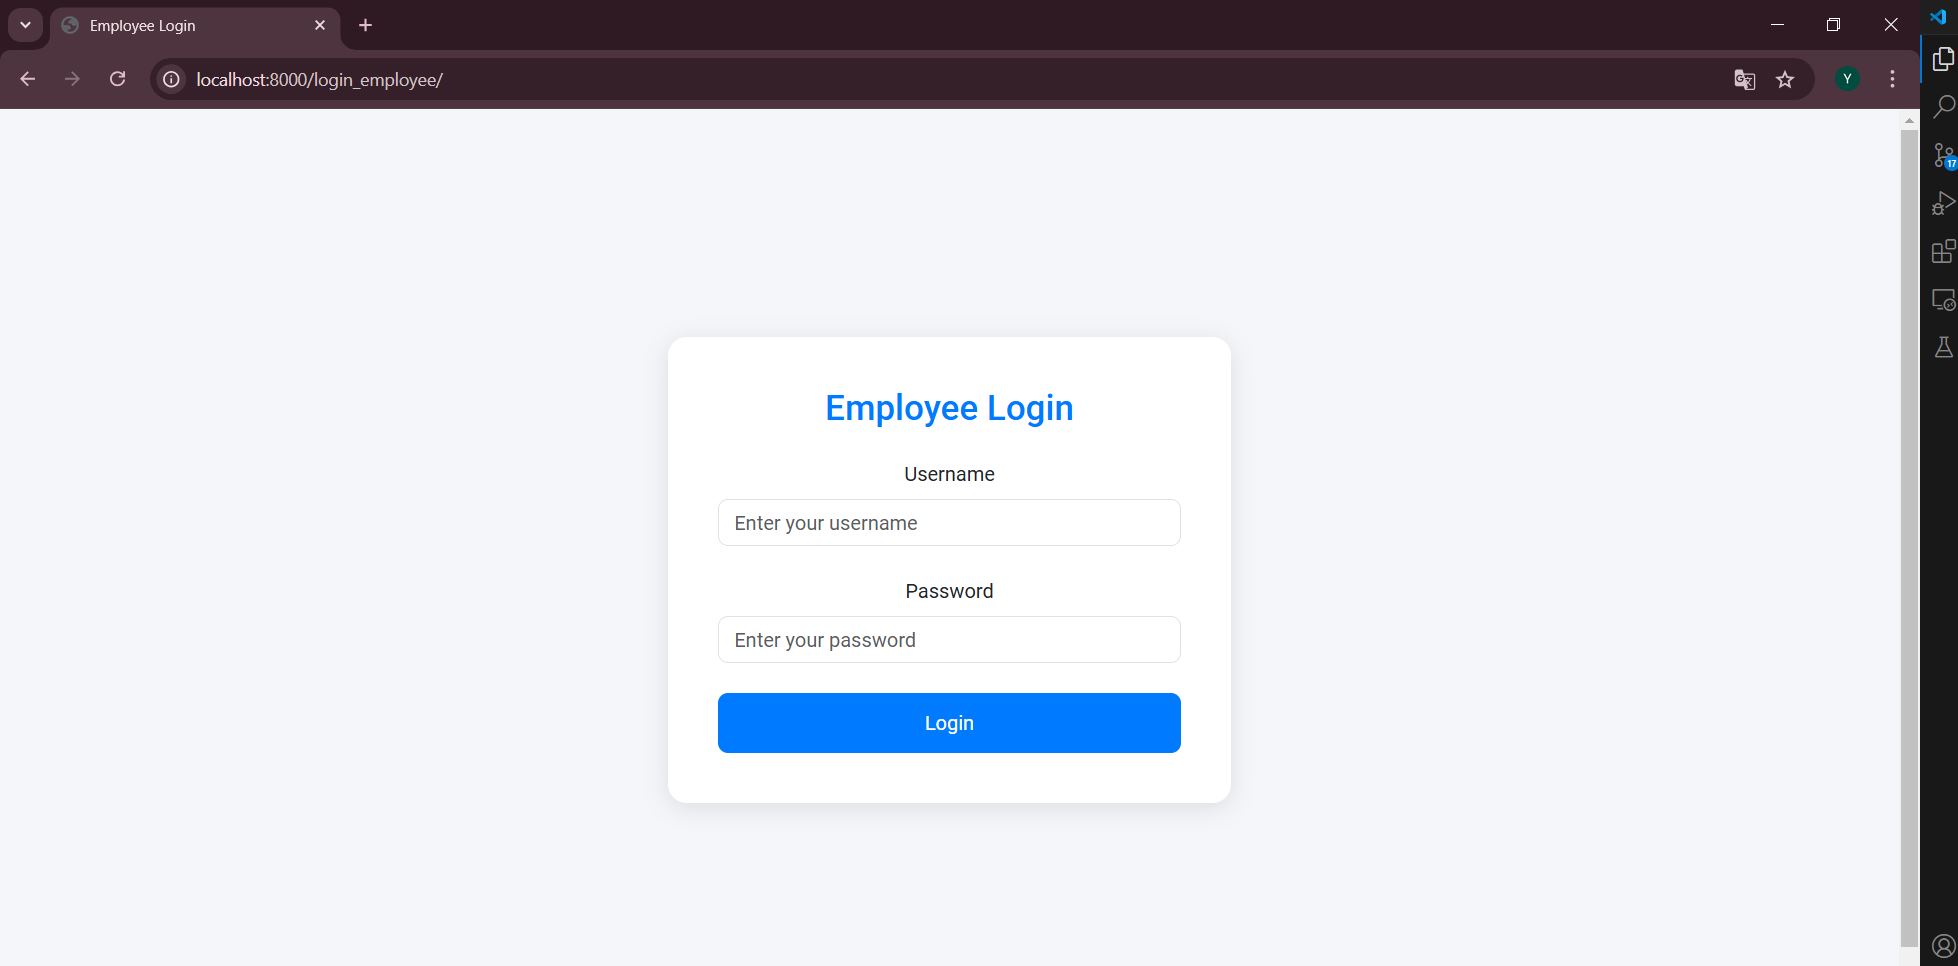 Employee Login
localhost:8000/login_employee/
Y
17
Employee Login
Username
Enter your username
Password
Enter your password
Login